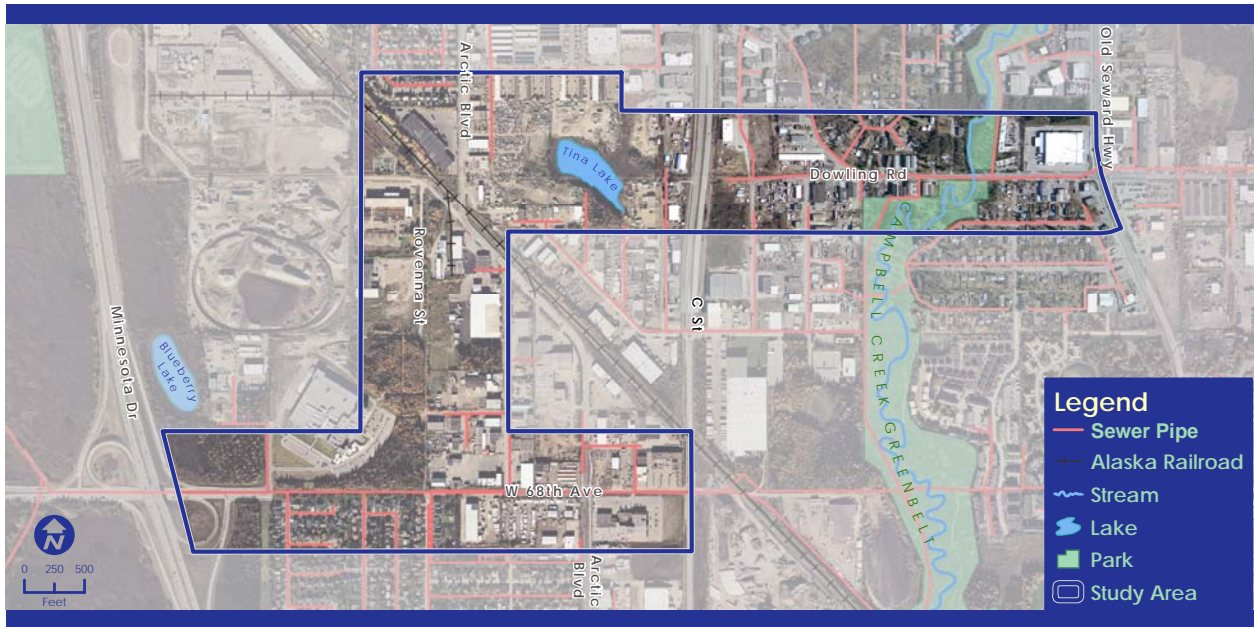 Arctic Blvd
Old Seward Hwy
Tina Lake
Dowling Rd
Rovenna St
C St
CAMPBELL CREEK GREENBELT
Minnesota Dr
Blueberry
Lake
W 68th Ave
Arctic
Blvd
N
0 250 500
Feet
Legend
Sewer Pipe
Alaska Railroad
Stream
Lake
Park
Study Area